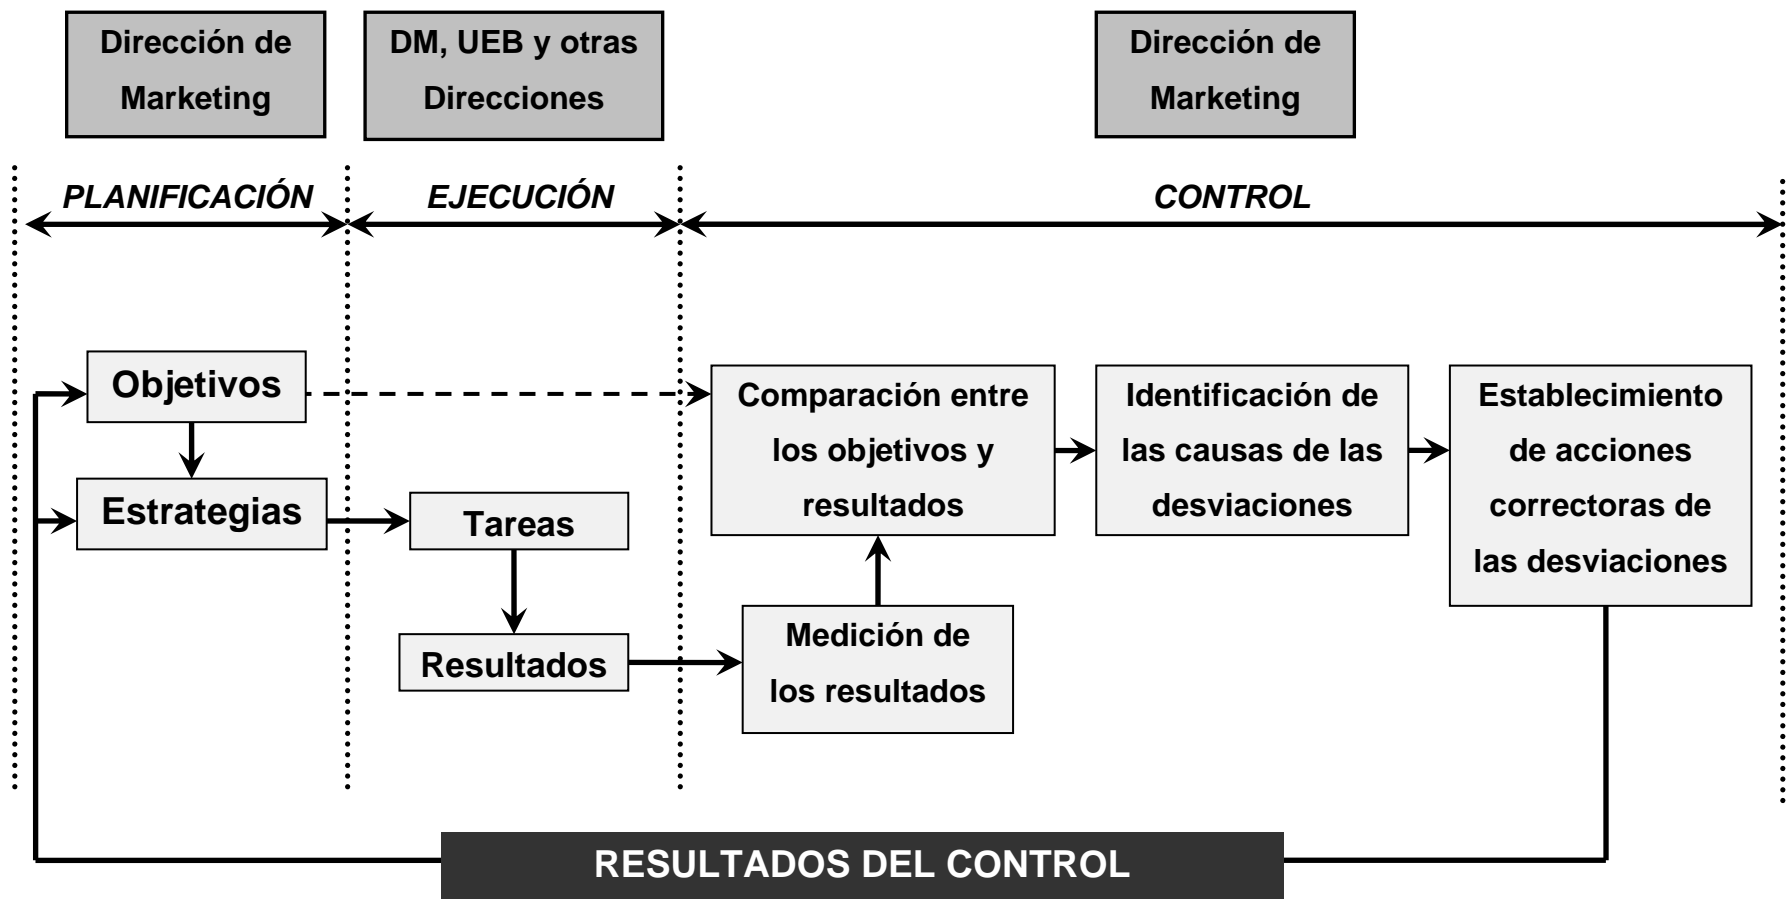 Dirección de
Marketing
DM, UEB y otras
Direcciones
Dirección de
Marketing
PLANIFICACIÓN
EJECUCIÓN
CONTROL
Objetivos
Estrategias
Tareas
Resultados
Comparación entre
los objetivos y
resultados
Medición de
los resultados
Identificación de
las causas de las
desviaciones
Establecimiento
de acciones
correctoras de
las desviaciones
RESULTADOS DEL CONTROL